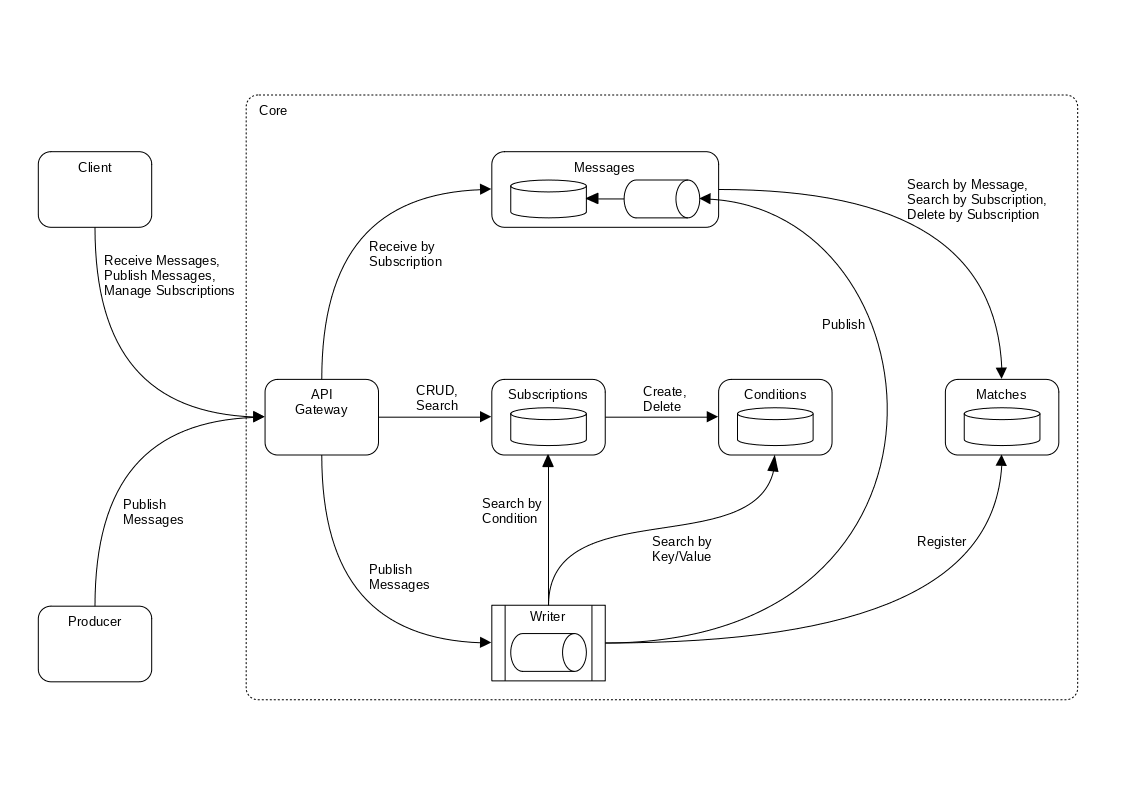 Core
Client
Messages
Search by Message,
Search by Subscription,
Delete by Subscription
Receive by
Subscription
Receive Messages,
Publish Messages,
Manage Subscriptions
Publish
API
Gateway
CRUD,
Search
Subscriptions
Create,
Delete
Conditions
Matches
Publish
Messages
Search by
Condition
Search by
Key/Value
Register
Publish
Messages
Producer
Writer